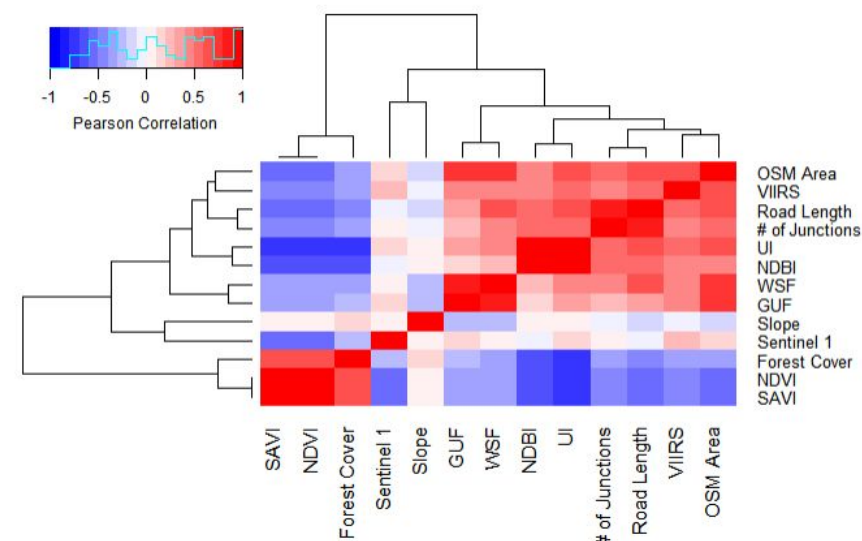 -1 -0.5 0 0.5 1
Pearson Correlation
OSM Area
VIIRS
Road Length
# of Junctions
UI
NDBI
WSF
GUF
Slope
Sentinel 1
Forest Cover
NDVI
SAVI
SAVI
NDVI
Forest Cover
Sentinel 1
Slope
GUF
WSF
NDBI
UI
# of Junctions
Road Length
VIIRS
OSM Area